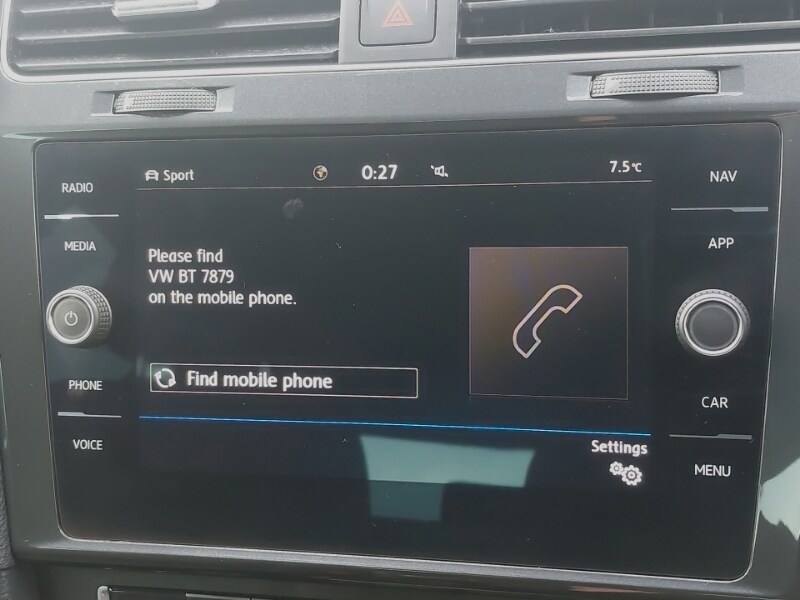 Sport 0:27 7.5°C
RADIO
MEDIA
PHONE
VOICE
Please find
VW BT 7879
on the mobile phone.
Find mobile phone
Settings
NAV
APP
CAR
MENU